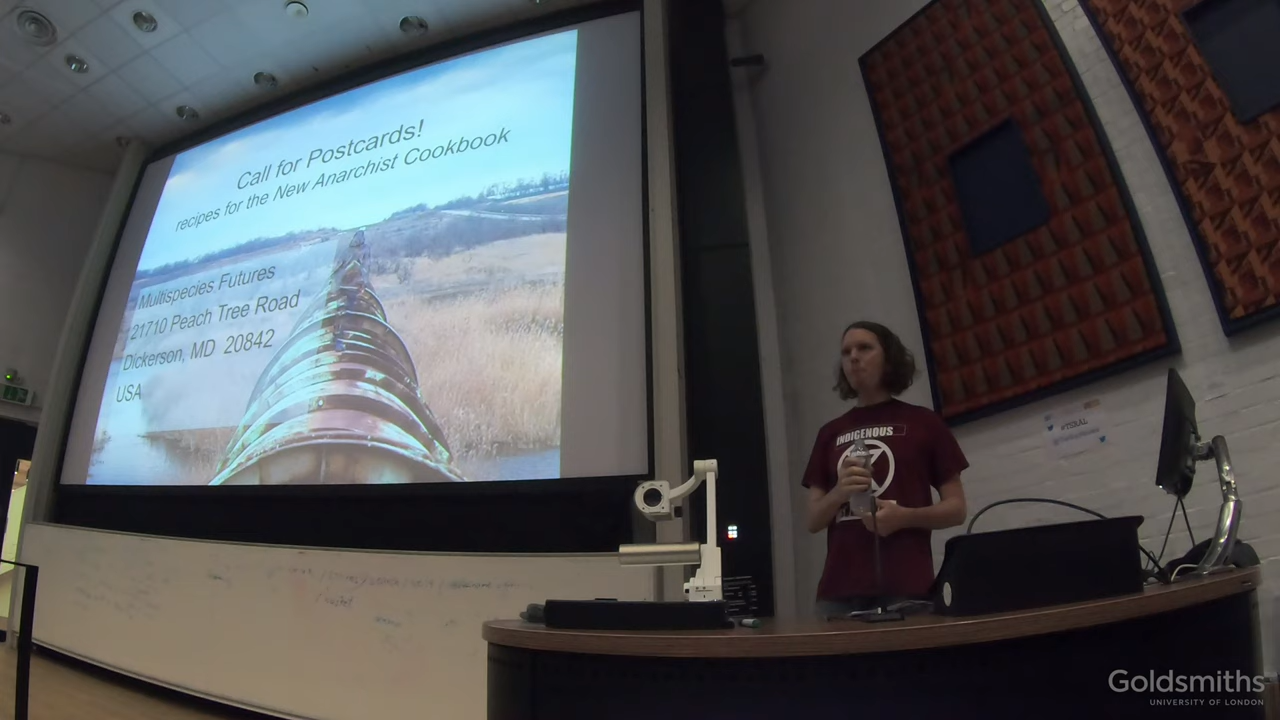 Call for Postcards!
recipes for the New Anarchist Cookbook
Multispecies Futures
21710 Peach Tree Road
Dickerson, MD 20842
USA
INDIGENOUS
Goldsmiths
UNIVERSITY OF LONDON